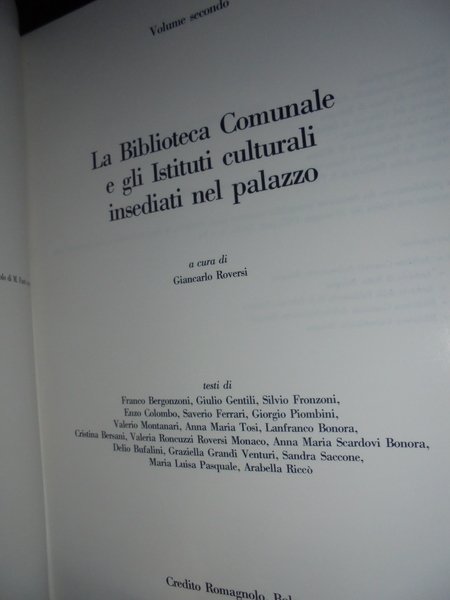 Volume secondo
La Biblioteca Comunale
e gli Istituti culturali
insediati nel palazzo
a cura di
Giancarlo Roversi
testi di
Franco Bergonzoni, Giulio Gentili, Silvio Fronzoni,
Enzo Colombo, Saverio Ferrari, Giorgio Piombini,
Valerio Montanari, Anna Maria Tosi, Lanfranco Bonora,
Cristina Bersani, Valeria Roncuzzi Roversi Monaco, Anna Maria Scardovi Bonora,
Delio Bufalini, Graziella Grandi Venturi, Sandra Saccone,
Maria Luisa Pasquale, Arabella Riccò
Credito Romagnolo,